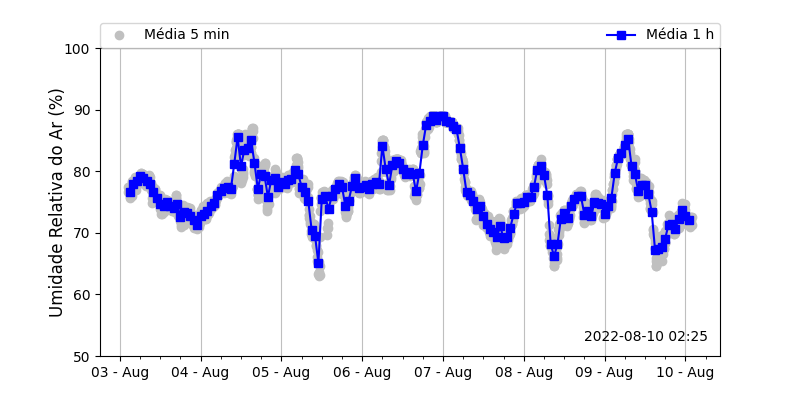 Média 5 min
Média 1 h
Umidade Relativa do Ar (%)
100
90
80
70
60
50
2022-08-10 02:25
03 - Aug
04 - Aug
05 - Aug
06 - Aug
07 - Aug
08 - Aug
09 - Aug
10 - Aug